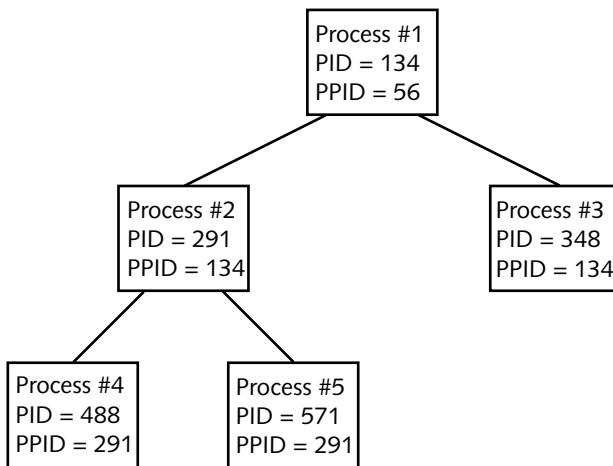 Process #1
PID = 134
PPID = 56
Process #2
PID = 291
PPID = 134
Process #3
PID = 348
PPID = 134
Process #4
PID = 488
PPID = 291
Process #5
PID = 571
PPID = 291